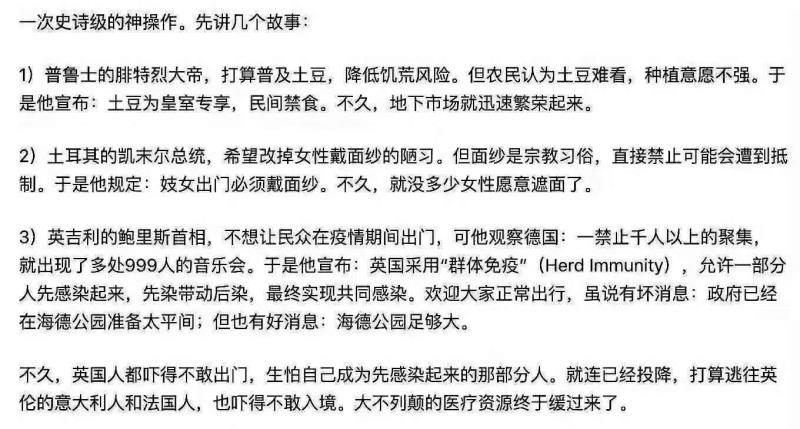 一次史诗级的神操作。先讲几个故事：
1）普鲁士的腓特烈大帝，打算普及土豆，降低饥荒风险。但农民认为土豆难看，种植意愿不强。于
是他宣布：土豆为皇室专享，民间禁食。不久，地下市场就迅速繁荣起来。
2）土耳其的凯末尔总统，希望改掉女性戴面纱的陋习。但面纱是宗教习俗，直接禁止可能会遭到抵
制。于是他规定：妓女出门必须戴面纱。不久，就没多少女性愿意遮面了。
3）英吉利的鲍里斯首相，不想让民众在疫情期间出门，可他观察德国：一禁止千人以上的聚集，
就出现了多处999人的音乐会。于是他宣布：英国采用“群体免疫”（Herd Immunity），允许一部分
人先感染起来，先染带动后染，最终实现共同感染。欢迎大家正常出行，虽说有坏消息：政府已经
在海德公园准备太平间；但也有好消息：海德公园足够大。
不久，英国人都吓得不敢出门，生怕自己成为先感染起来的那部分人。就连已经投降，打算逃往英
伦的意大利人和法国人，也吓得不敢入境。大不列颠的医疗资源终于缓过来了。